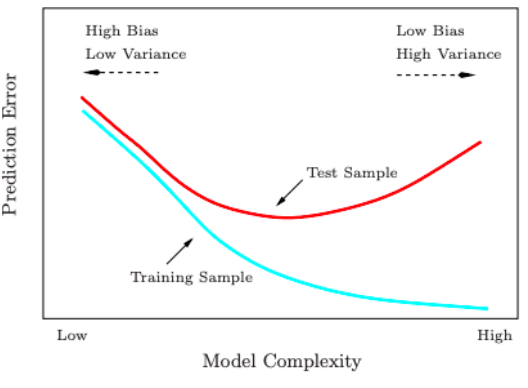 High Bias
Low Variance
Low Bias
High Variance
Prediction Error
Test Sample
Training Sample
Low
High
Model Complexity